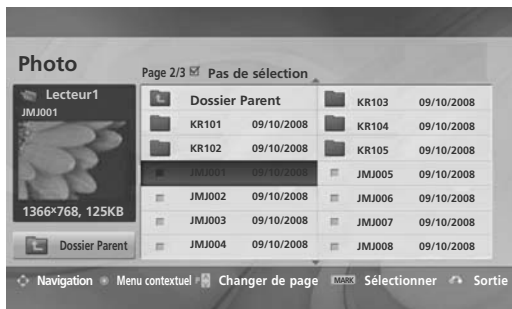 Photo
Page 2/3 Pas de sélection
Lecteur1
JMJ001
1366x768, 125KB
Dossier Parent
Dossier Parent
KR101 09/10/2008
KR102 09/10/2008
JMJ001 09/10/2008
JMJ002 09/10/2008
JMJ003 09/10/2008
JMJ004 09/10/2008
KR103 09/10/2008
KR104 09/10/2008
KR105 09/10/2008
JMJ005 09/10/2008
JMJ006 09/10/2008
JMJ007 09/10/2008
JMJ008 09/10/2008
Navigation Menu contextuel P Changer de page MARK Sélectionner Sortie